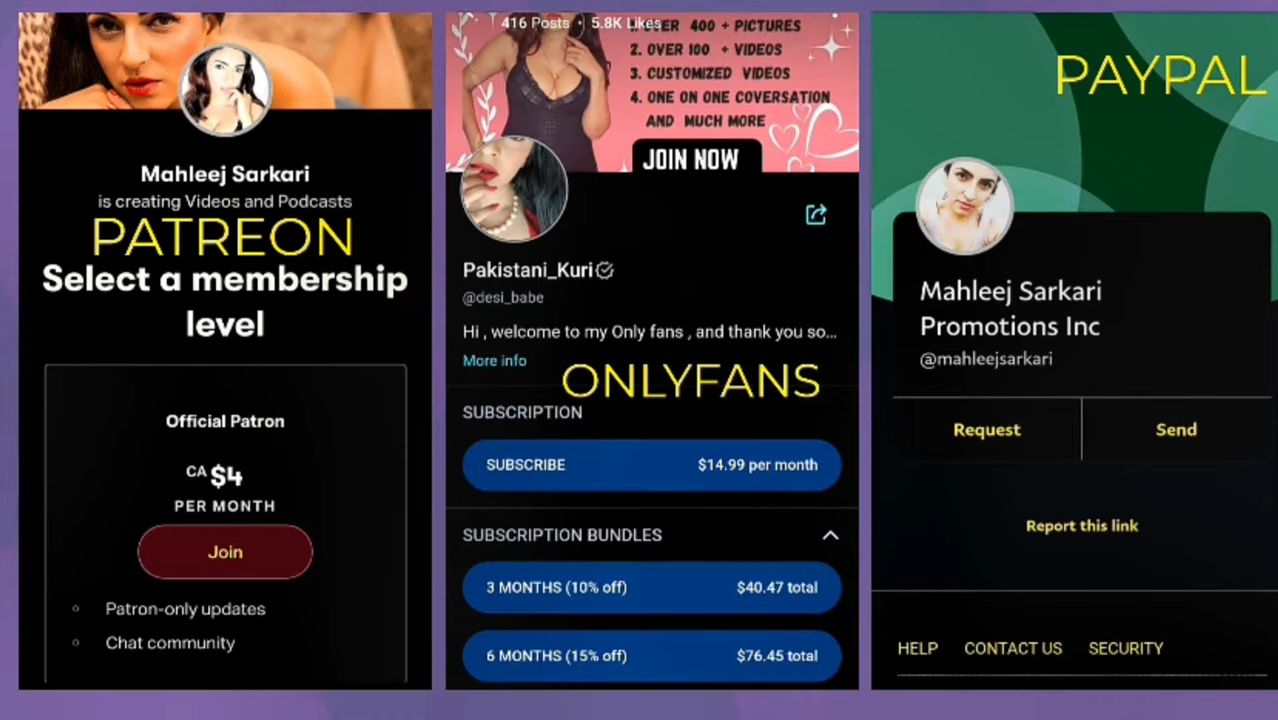 Mahleej Sarkari
is creating Videos and Podcasts
PATREON
Select a membership
level
Official Patron
CA $4
PER MONTH
Join
Patron-only updates
Chat community
416 Posts • 5.8K Likes
1. OVER 400 + PICTURES
2. OVER 100 + VIDEOS
3. CUSTOMIZED VIDEOS
4. ONE ON ONE COVERSATION
AND MUCH MORE
JOIN NOW
Pakistani_Kuri
@desi_babe
Hi , welcome to my Only fans , and thank you so...
More info
ONLYFANS
SUBSCRIPTION
SUBSCRIBE $14.99 per month
SUBSCRIPTION BUNDLES
3 MONTHS (10% off) $40.47 total
6 MONTHS (15% off) $76.45 total
PAYPAL
Mahleej Sarkari
Promotions Inc
@mahleejsarkari
Request Send
Report this link
HELP CONTACT US SECURITY